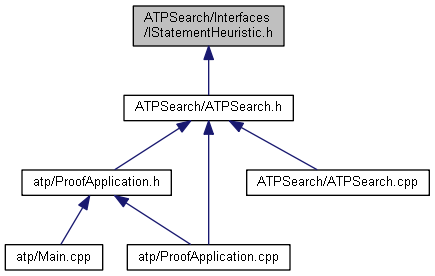 ATPSearch/Interfaces
/IStatementHeuristic.h
ATPSearch/ATPSearch.h
atp/ProofApplication.h
ATPSearch/ATPSearch.cpp
atp/Main.cpp
atp/ProofApplication.cpp